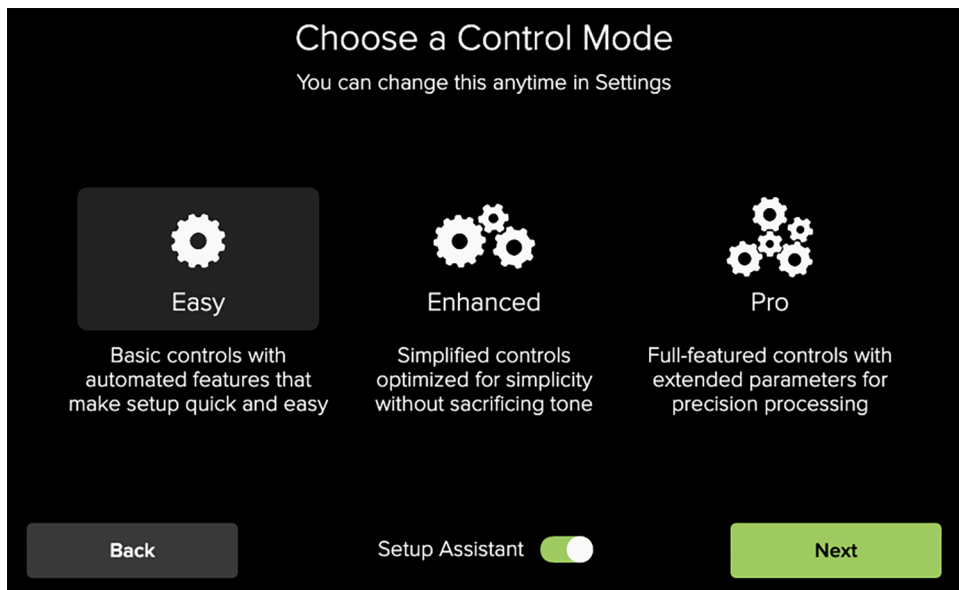 Choose a Control Mode
You can change this anytime in Settings
Easy
Basic controls with
automated features that
make setup quick and easy
Enhanced
Simplified controls
optimized for simplicity
without sacrificing tone
Pro
Full-featured controls with
extended parameters for
precision processing
Back
Setup Assistant
Next